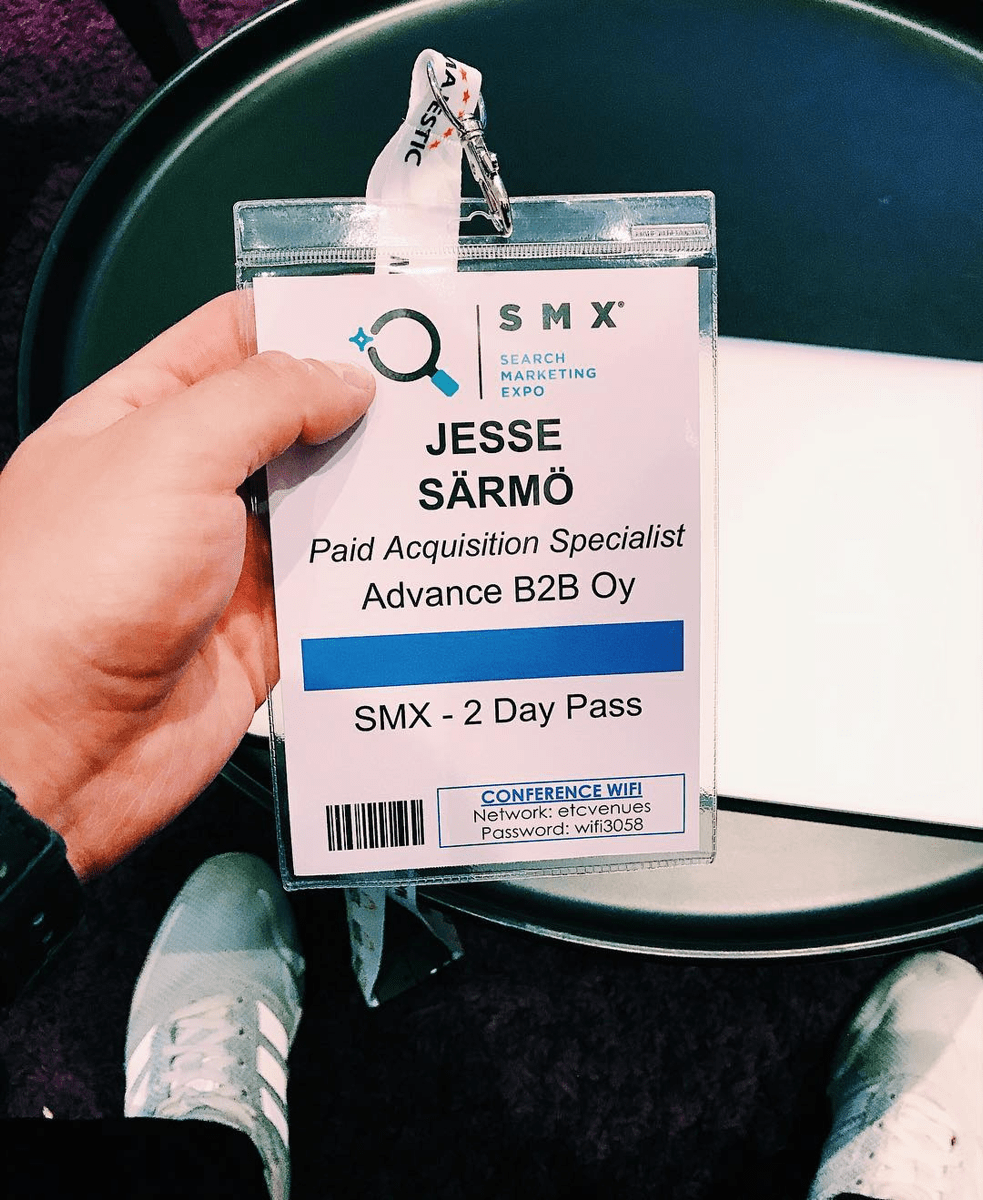 MAJESTIC
SMX®
SEARCH
MARKETING
EXPO
JESSE
SÄRMÖ
Paid Acquisition Specialist
Advance B2B Oy
SMX - 2 Day Pass
CONFERENCE WIFI
Network: etcvenues
Password: wifi3058